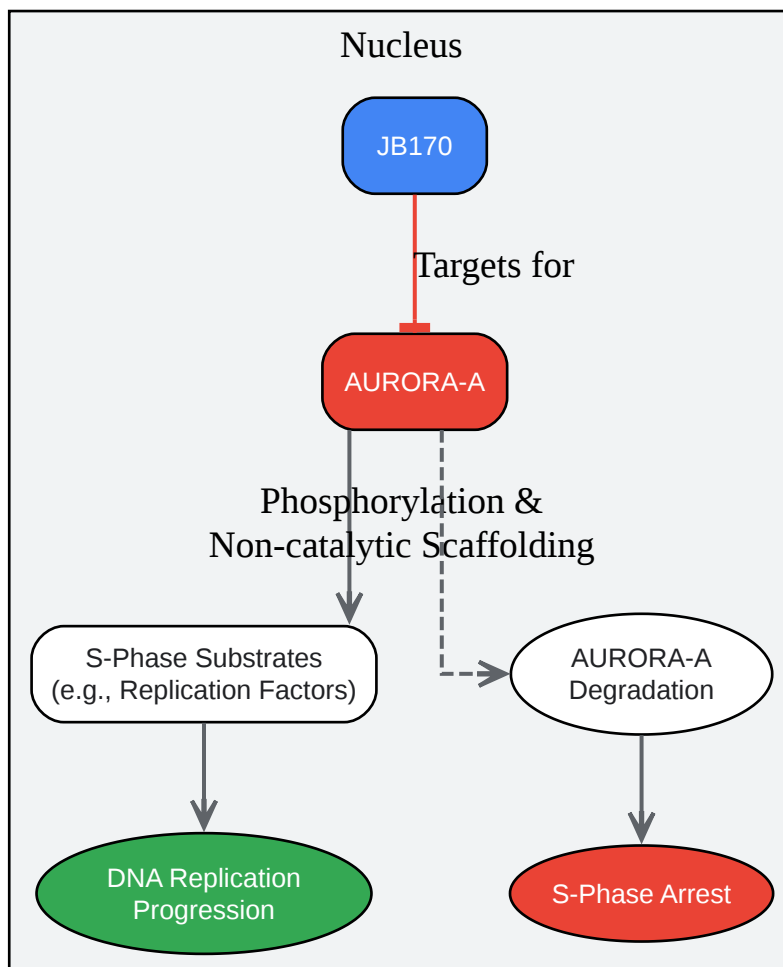 Nucleus
JB170
Targets for
AURORA-A
Phosphorylation &
Non-catalytic Scaffolding
S-Phase Substrates
(e.g., Replication Factors)
AURORA-A
Degradation
DNA Replication
Progression
S-Phase Arrest